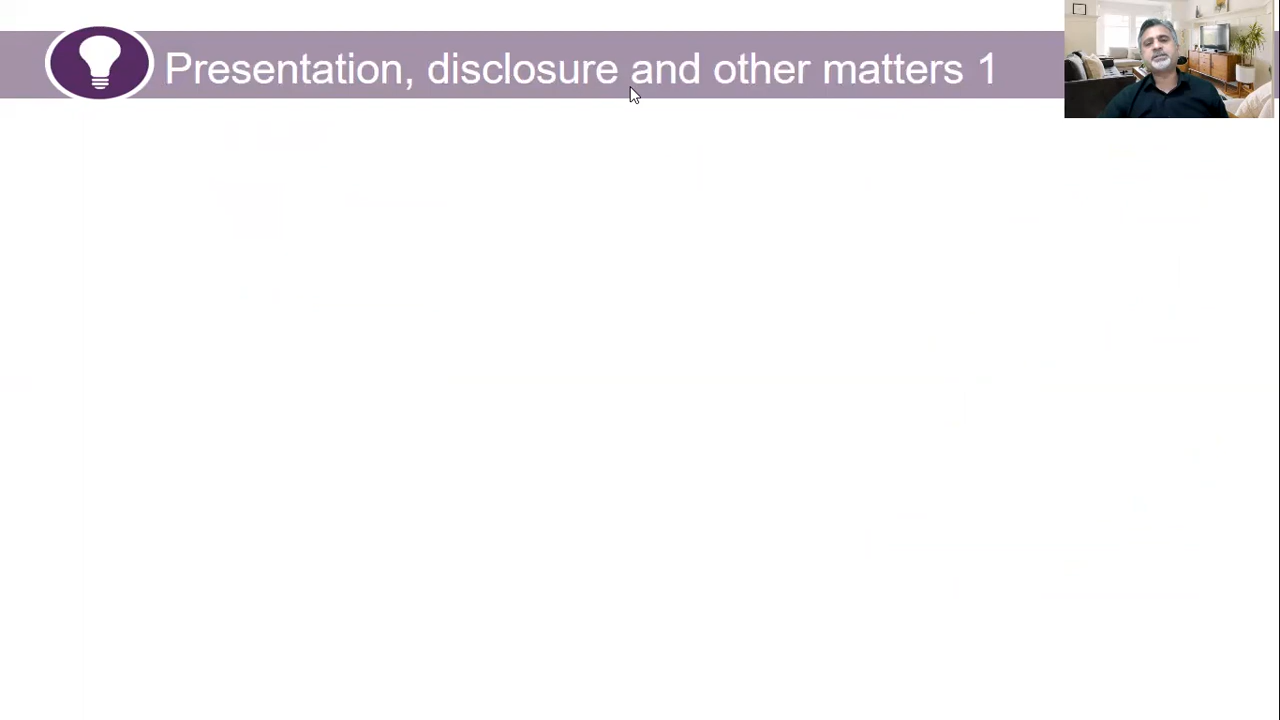 Presentation, disclosure and other matters 1